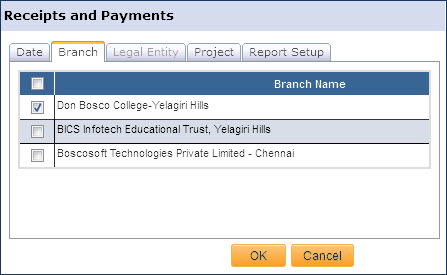 Receipts and Payments
Date Branch Legal Entity Project Report Setup
Branch Name
Don Bosco College-Yelagiri Hills
BICS Infotech Educational Trust, Yelagiri Hills
Boscosoft Technologies Private Limited - Chennai
OK Cancel